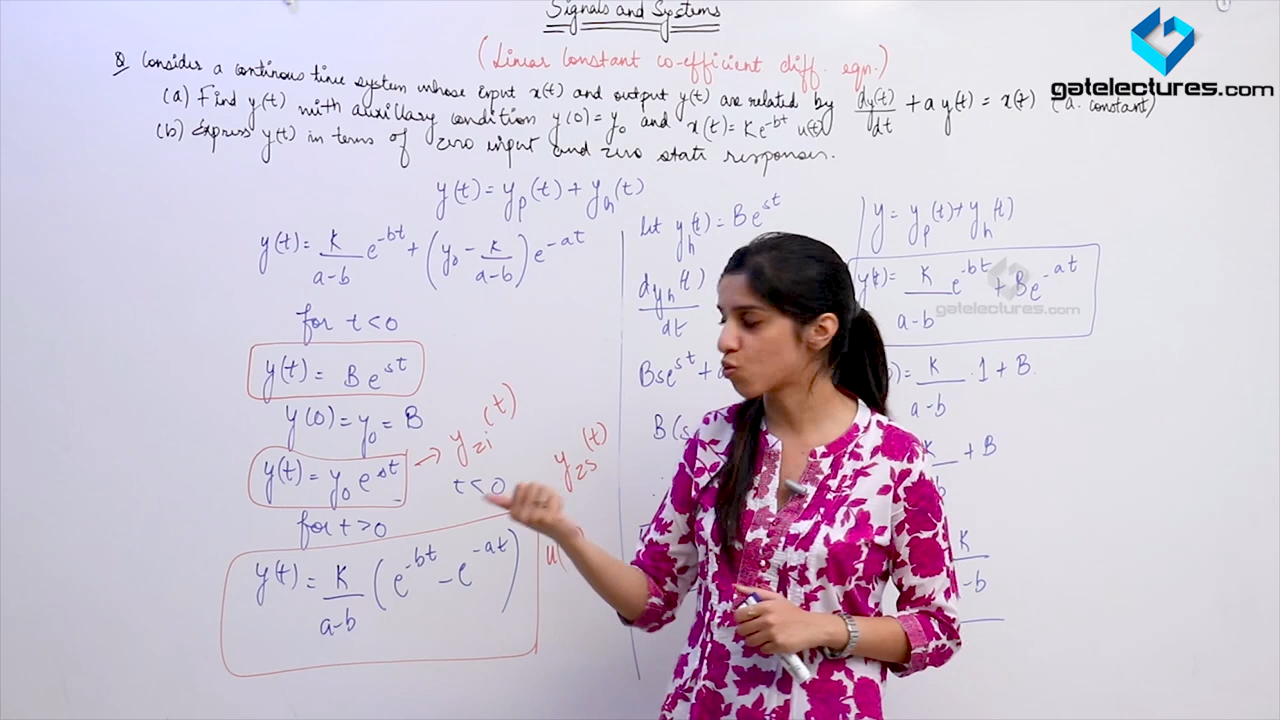 Signals and Systems
(Linear Constant co-efficient diff. eqn.)
Q Consider a continous time system whose input x(t) and output y(t) are related by dy(t)/dt + a y(t) = x(t) (a. constant)
(a) Find y(t) with auxillary condition y(0) = y₀ and x(t) = Ke^-bt u(t)
(b) Express y(t) in terms of zero input and zero state responses.
gatelectures.com
y(t) = yp(t) + yh(t)
y(t) = K/(a-b) e^-bt + (y₀ - K/(a-b)) e^-at
for t<0
y(t) = Be^st
y(0) = y₀ = B
y(t) = y₀e^st → yzi(t)
t<0
yzs(t)
for t>0
y(t) = K/(a-b) (e^-bt - e^-at) u(
let yh(t) = Be^st
dyh(t)/dt
Bse^st + a
B(s
y = yp(t) + yh(t)
y(t) = K/(a-b) e^-bt + Be^-at
gatelectures.com
) = K/(a-b) .1 + B.
K + B
b
K/-b